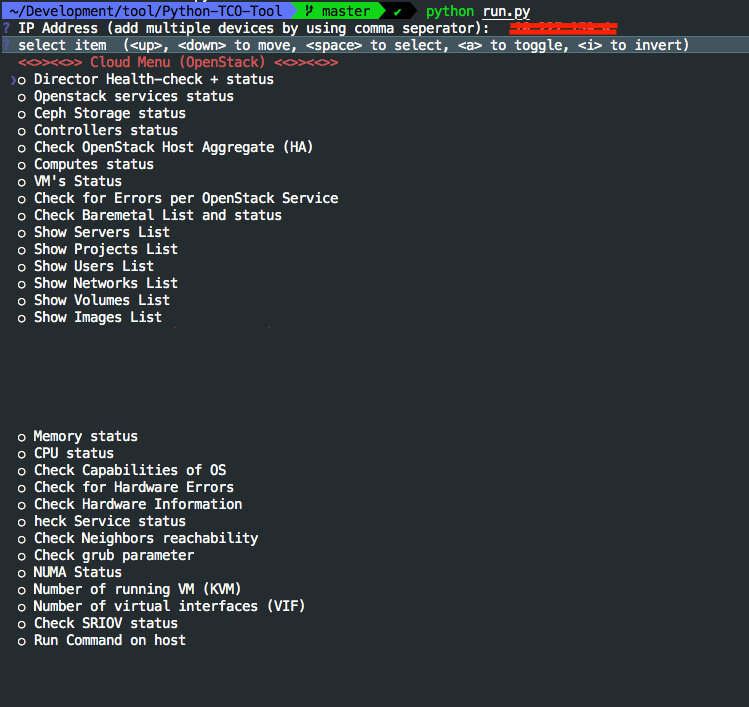 ~/Development/tool/Python-TCO-Tool master ✔ python run.py
? IP Address (add multiple devices by using comma seperator):
? select item (<up>, <down> to move, <space> to select, <a> to toggle, <i> to invert)
<<>><<>> Cloud Menu (OpenStack) <<>><<>>
❯○ Director Health-check + status
○ Openstack services status
○ Ceph Storage status
○ Controllers status
○ Check OpenStack Host Aggregate (HA)
○ Computes status
○ VM's Status
○ Check for Errors per OpenStack Service
○ Check Baremetal List and status
○ Show Servers List
○ Show Projects List
○ Show Users List
○ Show Networks List
○ Show Volumes List
○ Show Images List
○ Memory status
○ CPU status
○ Check Capabilities of OS
○ Check for Hardware Errors
○ Check Hardware Information
○ heck Service status
○ Check Neighbors reachability
○ Check grub parameter
○ NUMA Status
○ Number of running VM (KVM)
○ Number of virtual interfaces (VIF)
○ Check SRIOV status
○ Run Command on host